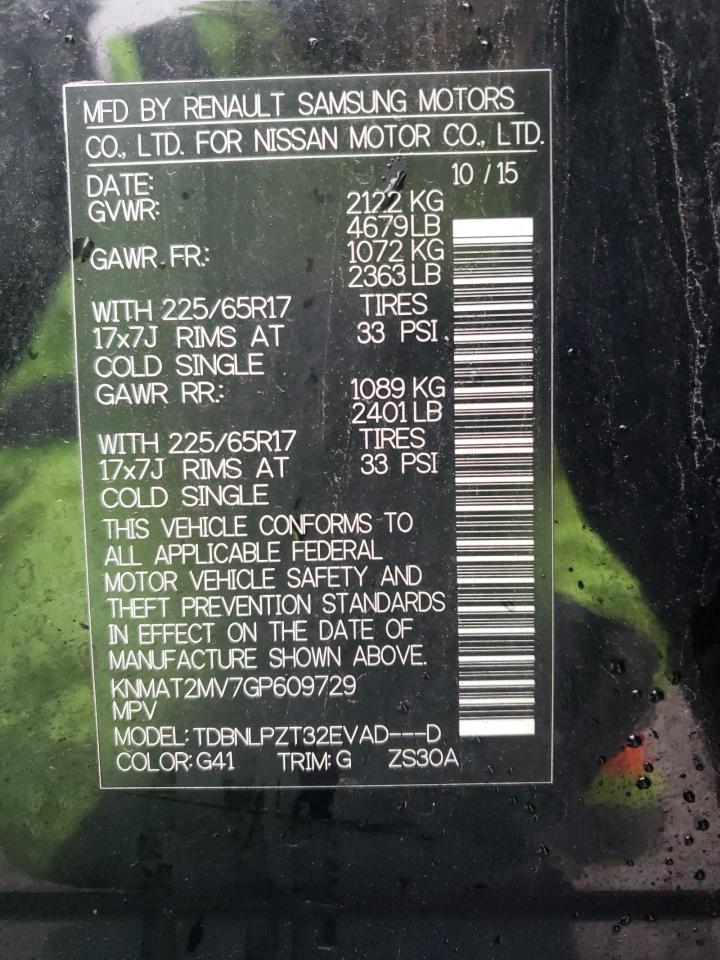 MFD BY RENAULT SAMSUNG MOTORS
CO., LTD. FOR NISSAN MOTOR CO., LTD.
DATE: 10 / 15
GVWR: 2122 KG
4679 LB
GAWR FR: 1072 KG
2363 LB
WITH 225/65R17 TIRES
17x7J RIMS AT 33 PSI
COLD SINGLE
GAWR RR: 1089 KG
2401 LB
WITH 225/65R17 TIRES
17x7J RIMS AT 33 PSI
COLD SINGLE
THIS VEHICLE CONFORMS TO
ALL APPLICABLE FEDERAL
MOTOR VEHICLE SAFETY AND
THEFT PREVENTION STANDARDS
IN EFFECT ON THE DATE OF
MANUFACTURE SHOWN ABOVE.
KNMAT2MV7GP609729
MPV
MODEL: TDBNLPZT32EVAD---D
COLOR: G41 TRIM: G ZS30A